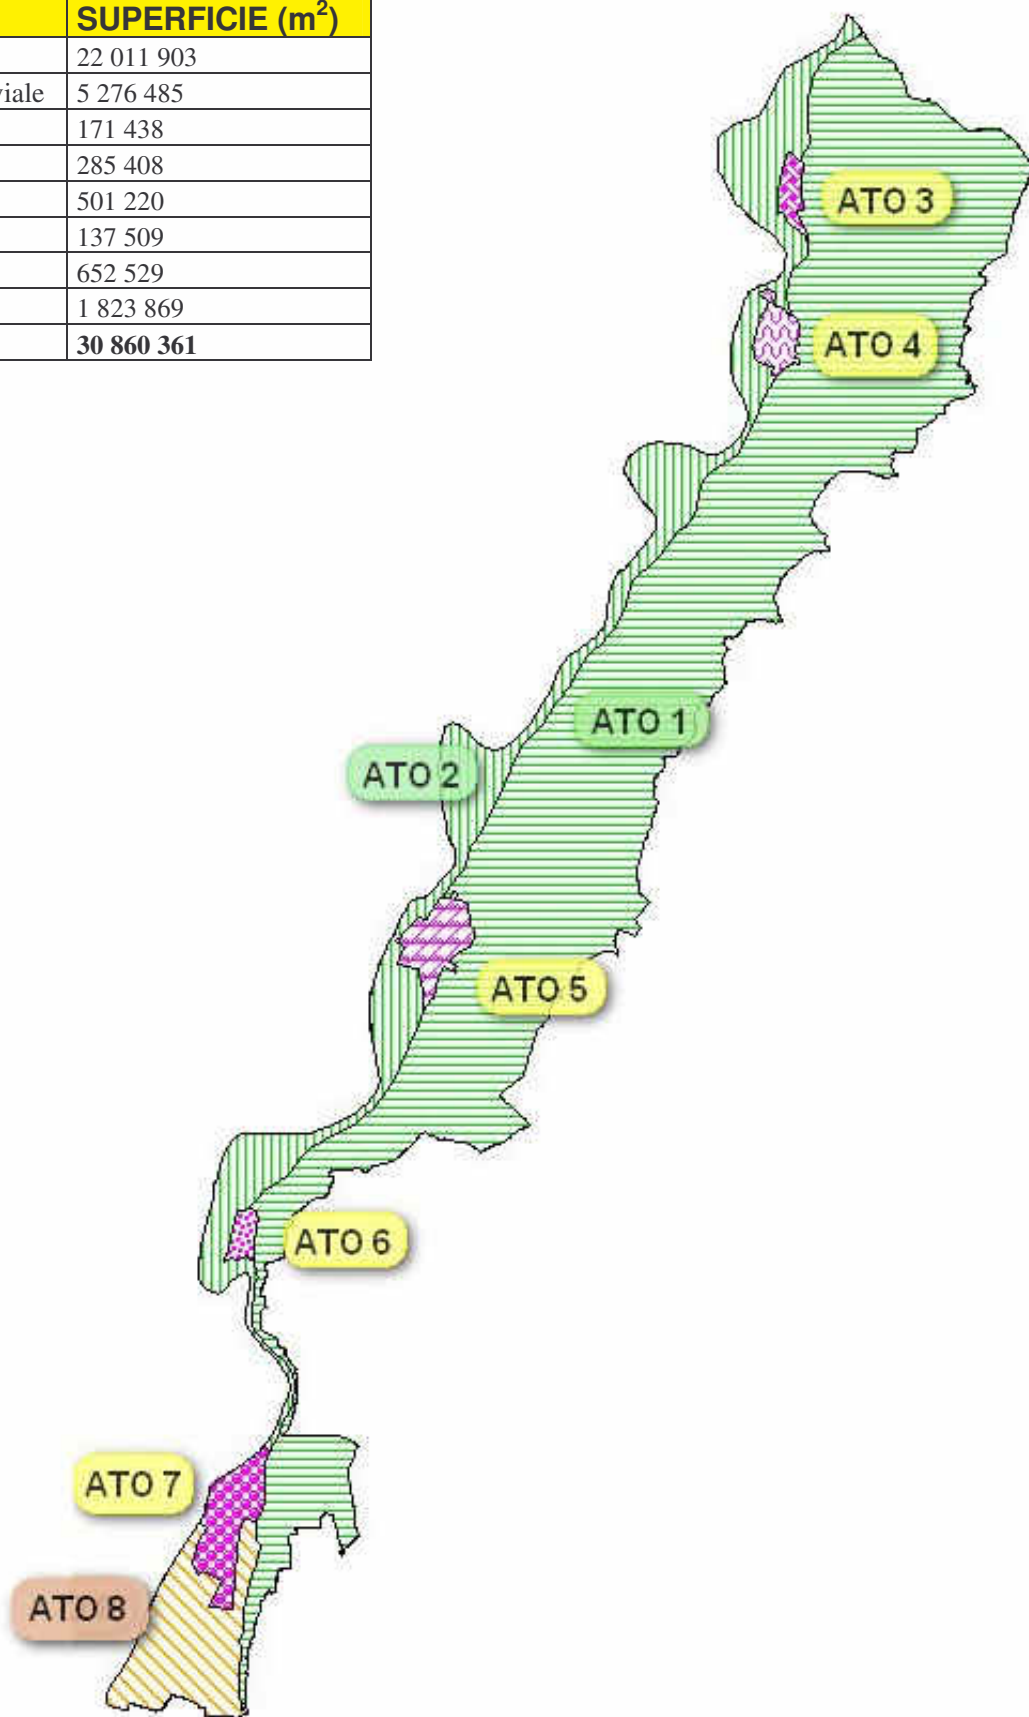 SUPERFICIE (m²)
22 011 903
viale 5 276 485
171 438
285 408
501 220
137 509
652 529
1 823 869
30 860 361
ATO 3
ATO 4
ATO 1
ATO 2
ATO 5
ATO 6
ATO 7
ATO 8